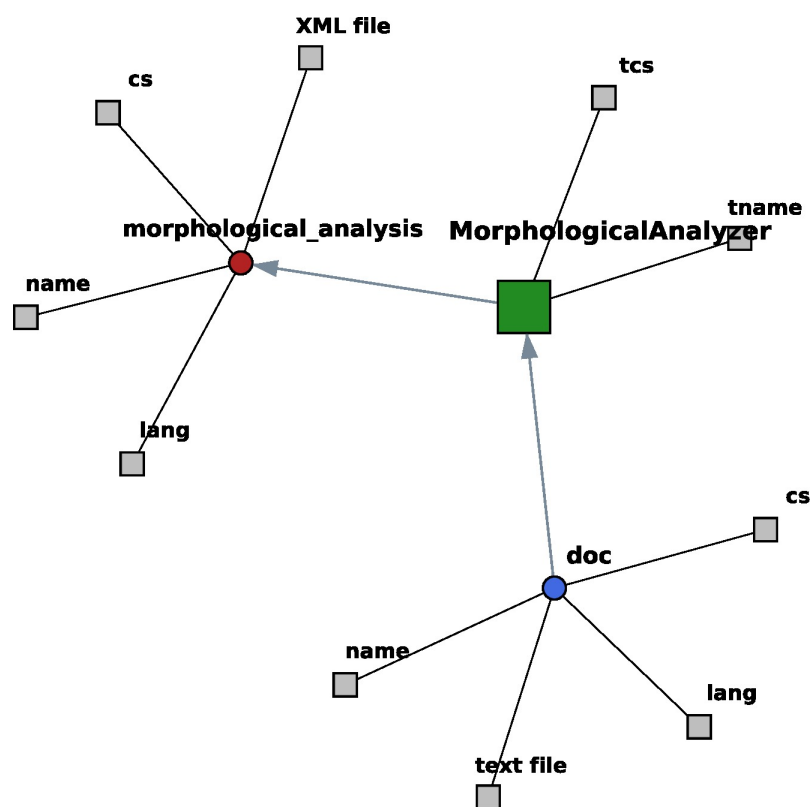 XML file
tcs
cs
tname
morphological_analysis
MorphologicalAnalyzer
name
lang
cs
doc
name
lang
text file